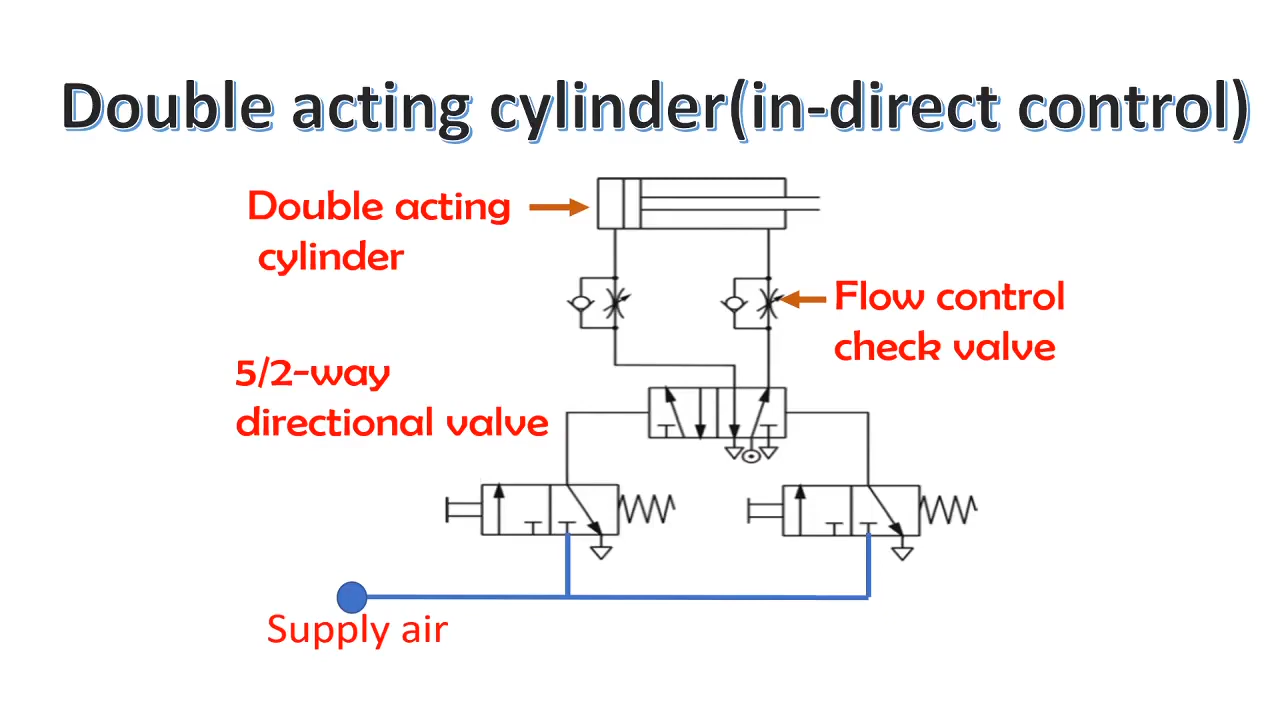 Double acting cylinder(in-direct control)
Double acting
cylinder
Flow control
check valve
5/2-way
directional valve
Supply air